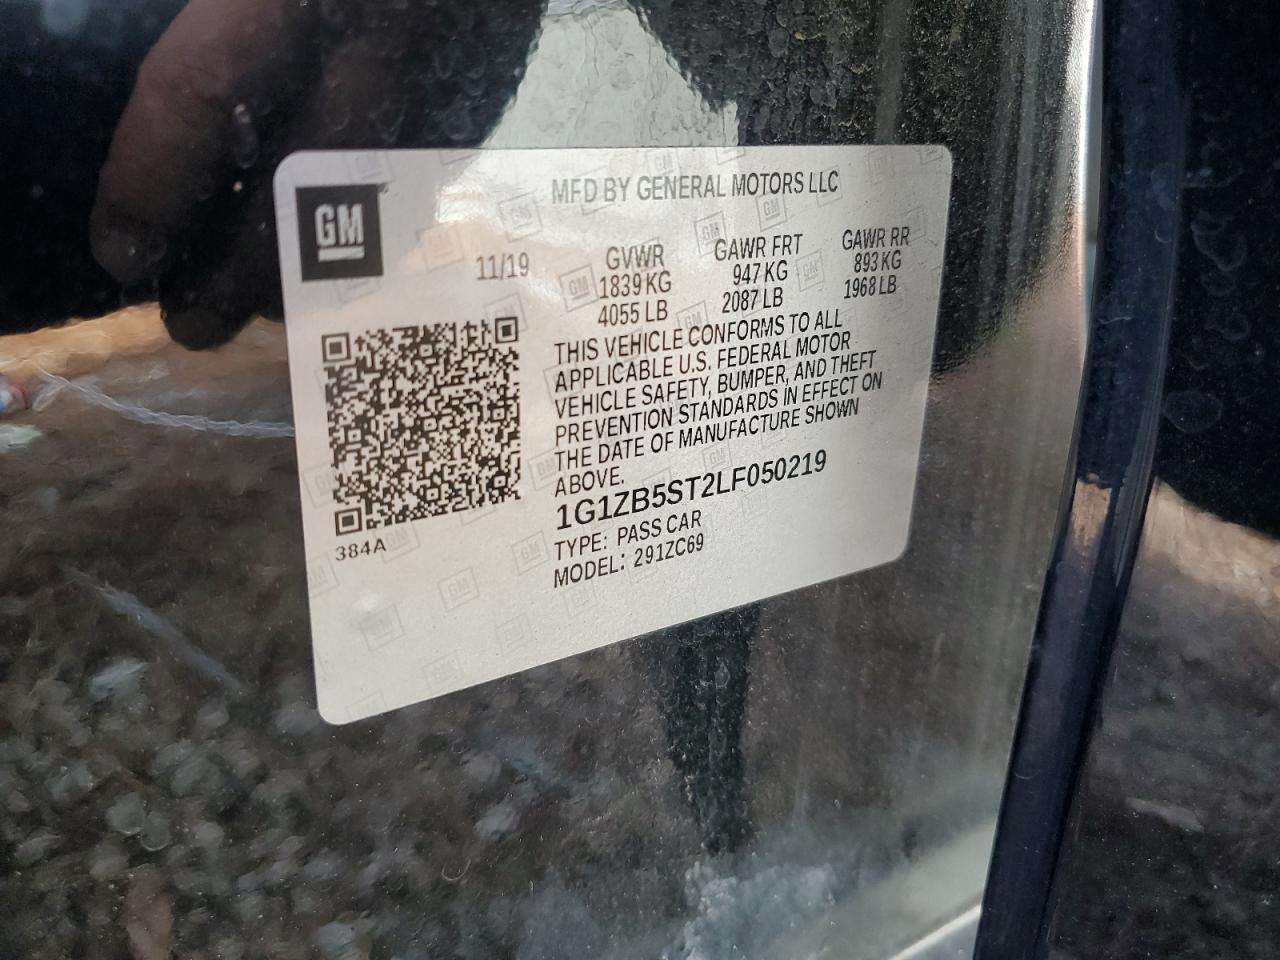 GM
MFD BY GENERAL MOTORS LLC
11/19
GVWR
1839 KG
4055 LB
GAWR FRT
947 KG
2087 LB
GAWR RR
893 KG
1968 LB
THIS VEHICLE CONFORMS TO ALL
APPLICABLE U.S. FEDERAL MOTOR
VEHICLE SAFETY, BUMPER, AND THEFT
PREVENTION STANDARDS IN EFFECT ON
THE DATE OF MANUFACTURE SHOWN
ABOVE.
1G1ZB5ST2LF050219
TYPE: PASS CAR
MODEL: 291ZC69
384A